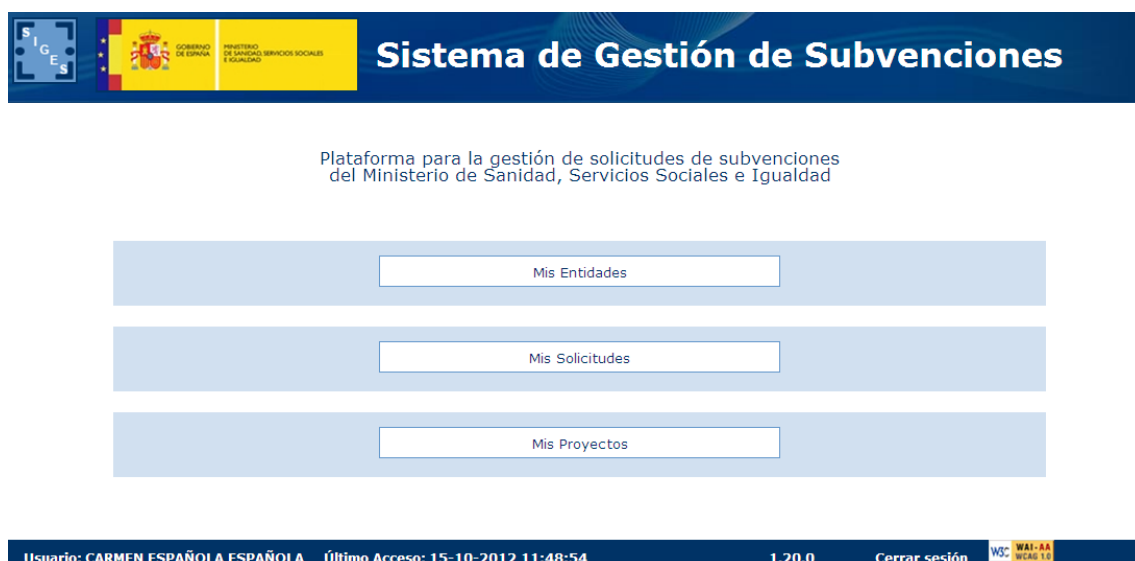 SIGES
GOBIERNO
DE ESPAÑA
MINISTERIO
DE SANIDAD, SERVICIOS SOCIALES
E IGUALDAD
Sistema de Gestión de Subvenciones
Plataforma para la gestión de solicitudes de subvenciones
del Ministerio de Sanidad, Servicios Sociales e Igualdad
Mis Entidades
Mis Solicitudes
Mis Proyectos
Usuario: CARMEN ESPAÑOLA ESPAÑOLA Último Acceso: 15-10-2012 11:48:54 1.20.0 Cerrar sesión W3C WAI-AA
WCAG 1.0